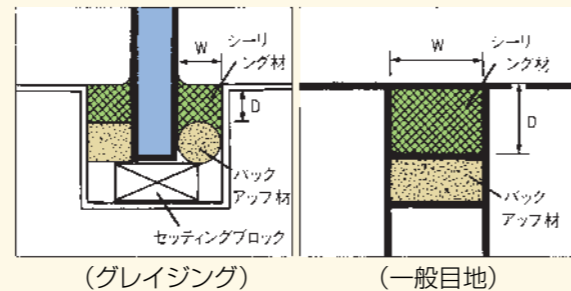 W
シーリ
ング材
D
バック
アップ材
セッティングブロック
(グレイジング)
W
シーリ
ング材
D
バック
アップ材
(一般目地)